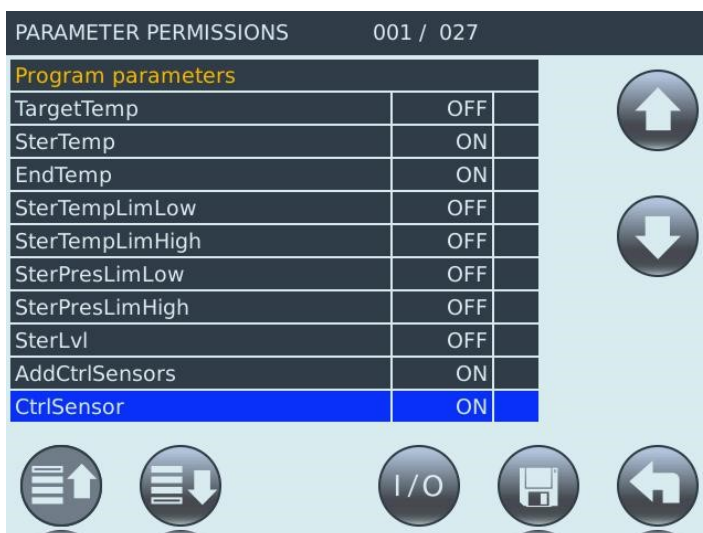 PARAMETER PERMISSIONS 001 / 027
Program parameters
TargetTemp OFF
SterTemp ON
EndTemp ON
SterTempLimLow OFF
SterTempLimHigh OFF
SterPresLimLow OFF
SterPresLimHigh OFF
SterLvl OFF
AddCtrlSensors ON
CtrlSensor ON
I/O